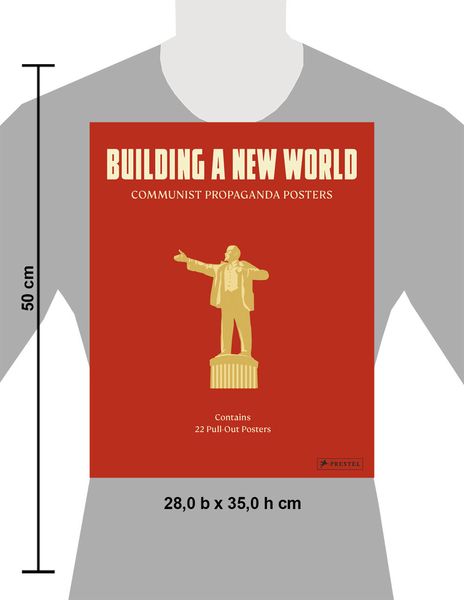 BUILDING A NEW WORLD
COMMUNIST PROPAGANDA POSTERS
50 cm
Contains
22 Pull-Out Posters
PRESTEL
28,0 b x 35,0 h cm